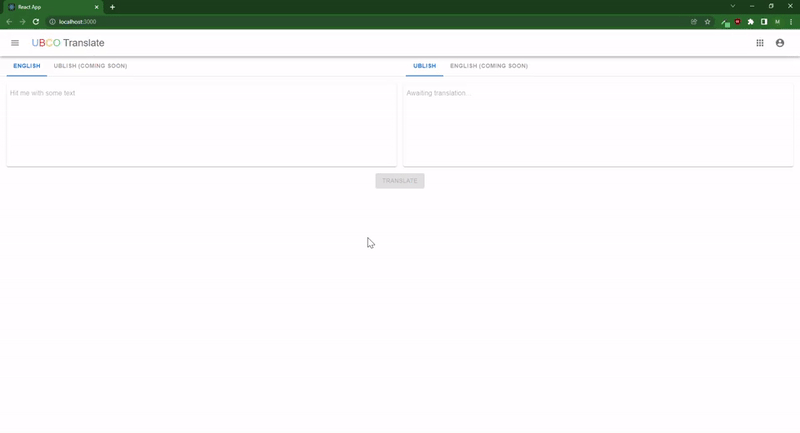 React App
localhost:3000
M
UBCO Translate
ENGLISH UBLISH (COMING SOON)
UBLISH ENGLISH (COMING SOON)
Hit me with some text
Awaiting translation...
TRANSLATE